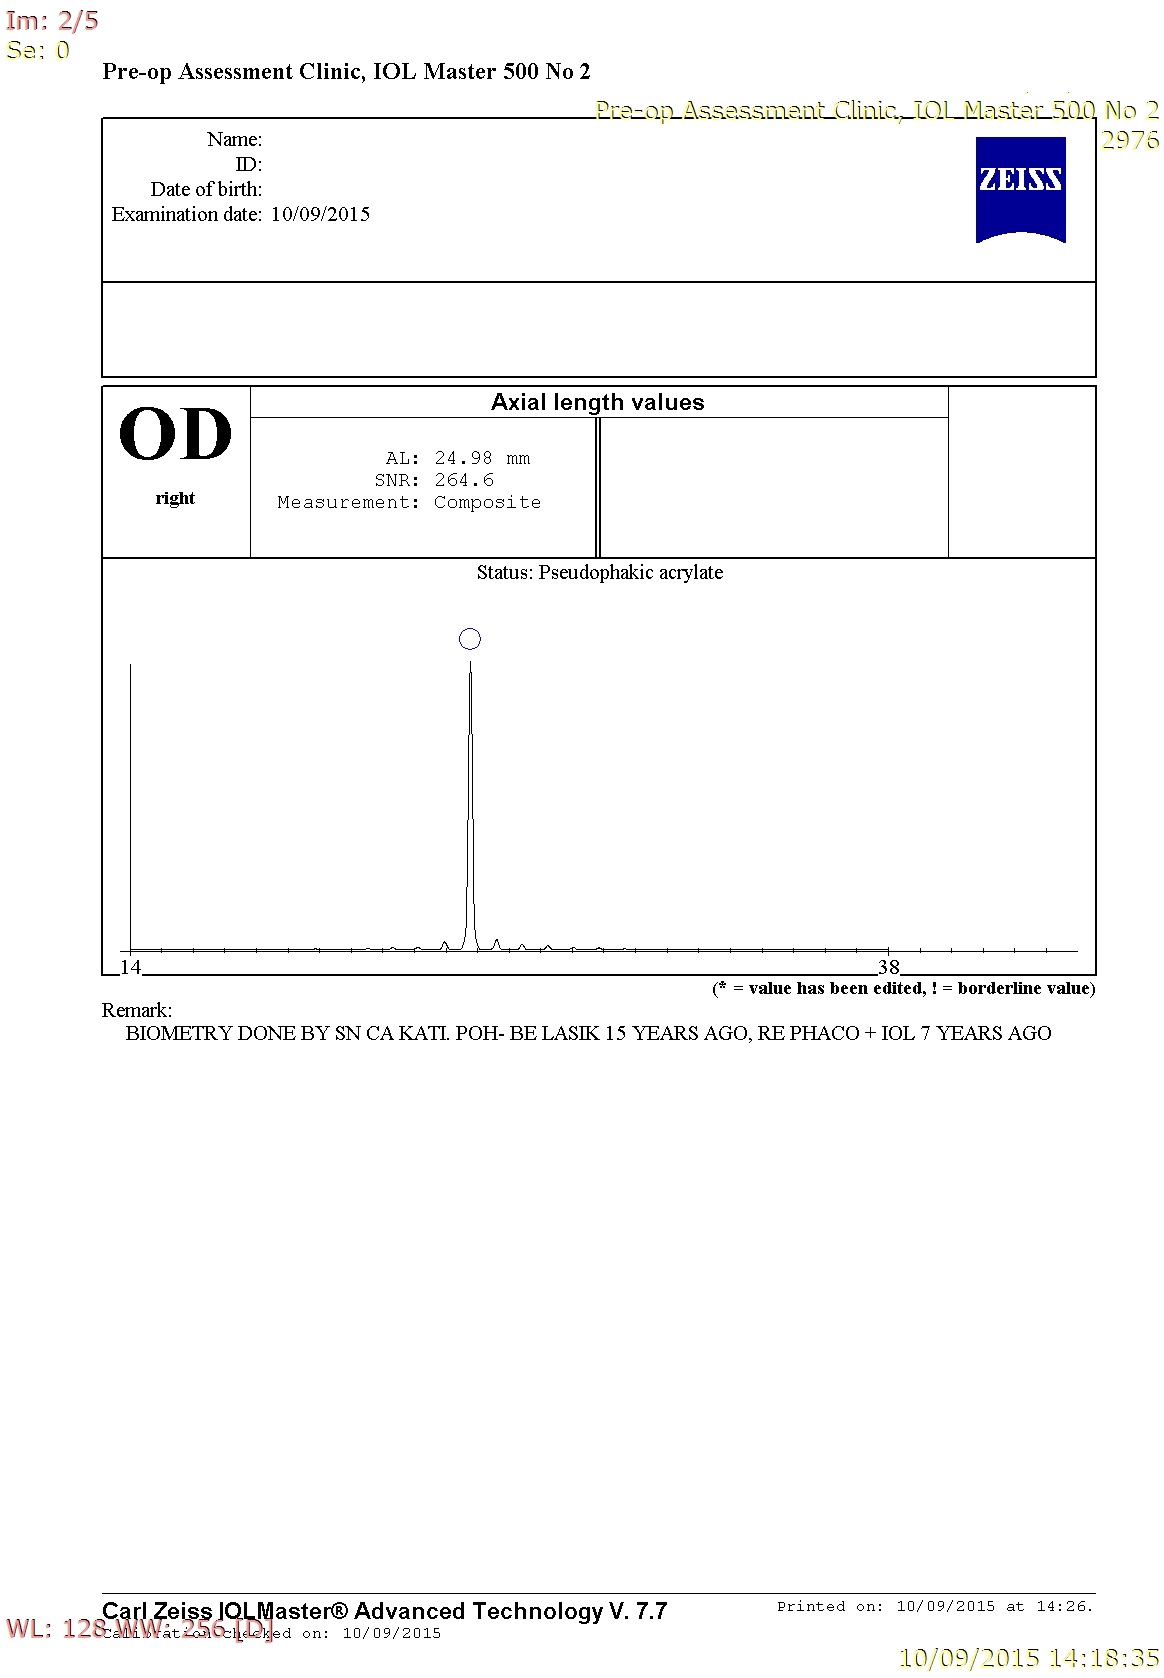 Im: 2/5
Se: 0
Pre-op Assessment Clinic, IOL Master 500 No 2
Pre-op Assessment Clinic, IOL Master 500 No 2
2976
Name:
ID:
Date of birth:
Examination date: 10/09/2015
ZEISS
OD
right
Axial length values
AL: 24.98 mm
SNR: 264.6
Measurement: Composite
Status: Pseudophakic acrylate
14
38
(* = value has been edited, ! = borderline value)
Remark:
BIOMETRY DONE BY SN CA KATI. POH- BE LASIK 15 YEARS AGO, RE PHACO + IOL 7 YEARS AGO
Carl Zeiss IOLMaster® Advanced Technology V. 7.7
Printed on: 10/09/2015 at 14:26.
WL: 128 WW: 256 [D]
Calibration checked on: 10/09/2015
10/09/2015 14:18:35